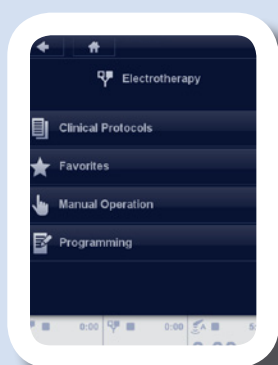 Electrotherapy
Clinical Protocols
Favorites
Manual Operation
Programming
0:00 0:00